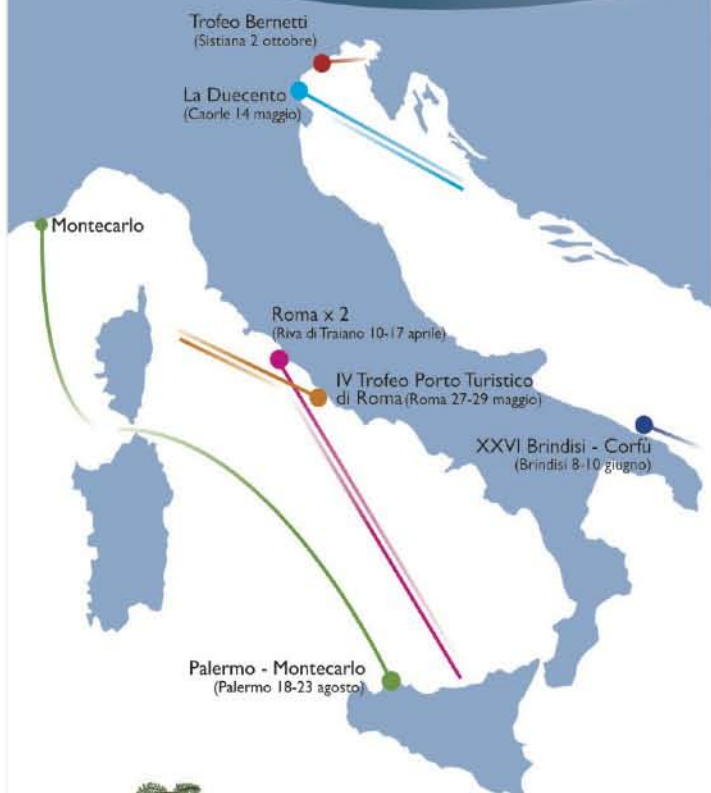 Trofeo Bernetti
(Sistiana 2 ottobre)
La Duecento
(Caorle 14 maggio)
Montecarlo
Roma x 2
(Riva di Traiano 10-17 aprile)
IV Trofeo Porto Turistico
di Roma (Roma 27-29 maggio)
XXVI Brindisi - Corfù
(Brindisi 8-10 giugno)
Palermo - Montecarlo
(Palermo 18-23 agosto)